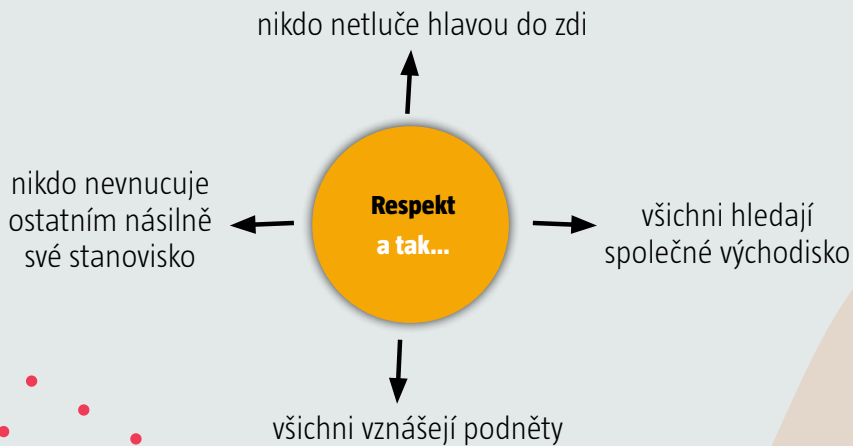 nikdo netluče hlavou do zdi
nikdo nevnucuje
ostatním násilně
své stanovisko
Respekt
a tak...
všichni hledají
společné východisko
všichni vznášejí podněty